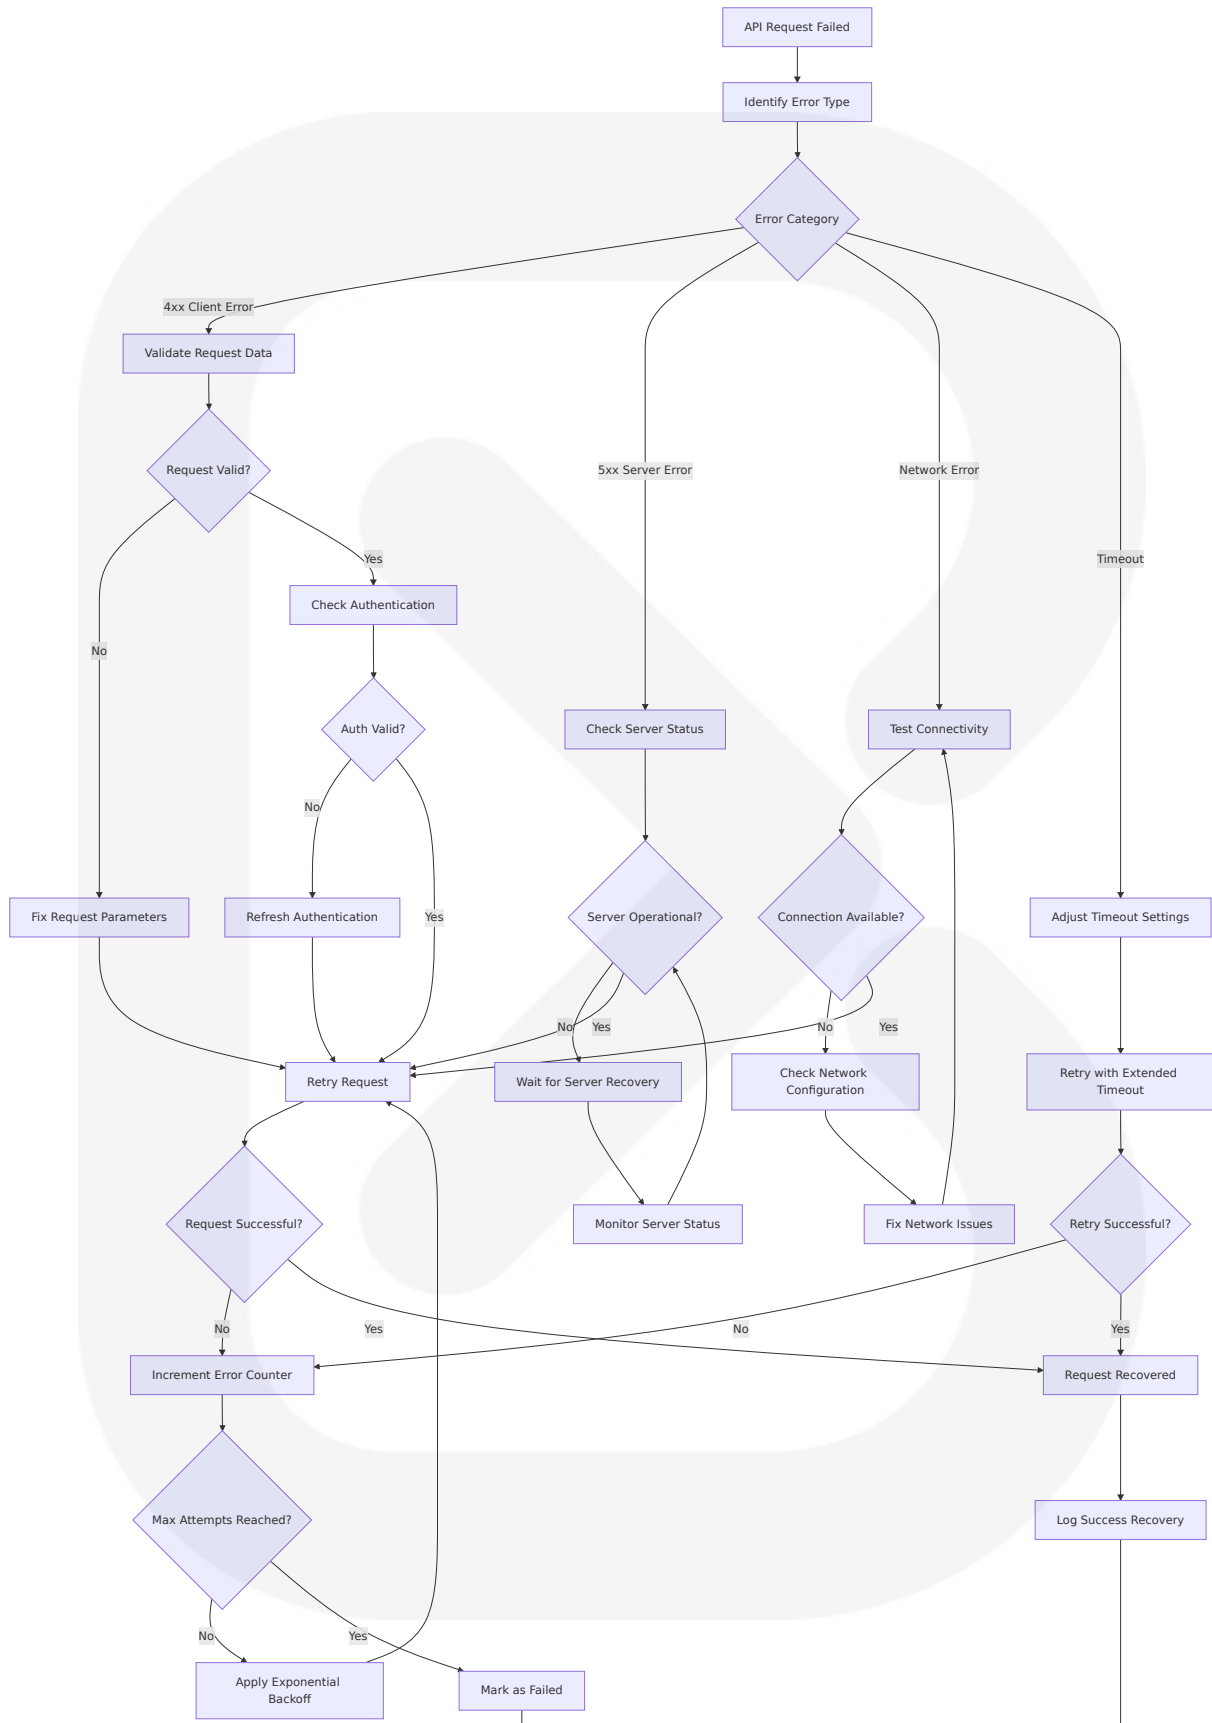 API Request Failed
Identify Error Type
Error Category
4xx Client Error
Validate Request Data
Request Valid?
5xx Server Error
Network Error
Yes
Timeout
Check Authentication
No
Check Server Status
Test Connectivity
Auth Valid?
No
Fix Request Parameters
Refresh Authentication
Yes
Server Operational?
Connection Available?
Adjust Timeout Settings
No
Yes
No
Yes
Retry Request
Wait for Server Recovery
Check Network
Configuration
Retry with Extended
Timeout
Request Successful?
Monitor Server Status
Fix Network Issues
Retry Successful?
No
Yes
No
Yes
Increment Error Counter
Request Recovered
Max Attempts Reached?
Log Success Recovery
No
Yes
Apply Exponential
Backoff
Mark as Failed